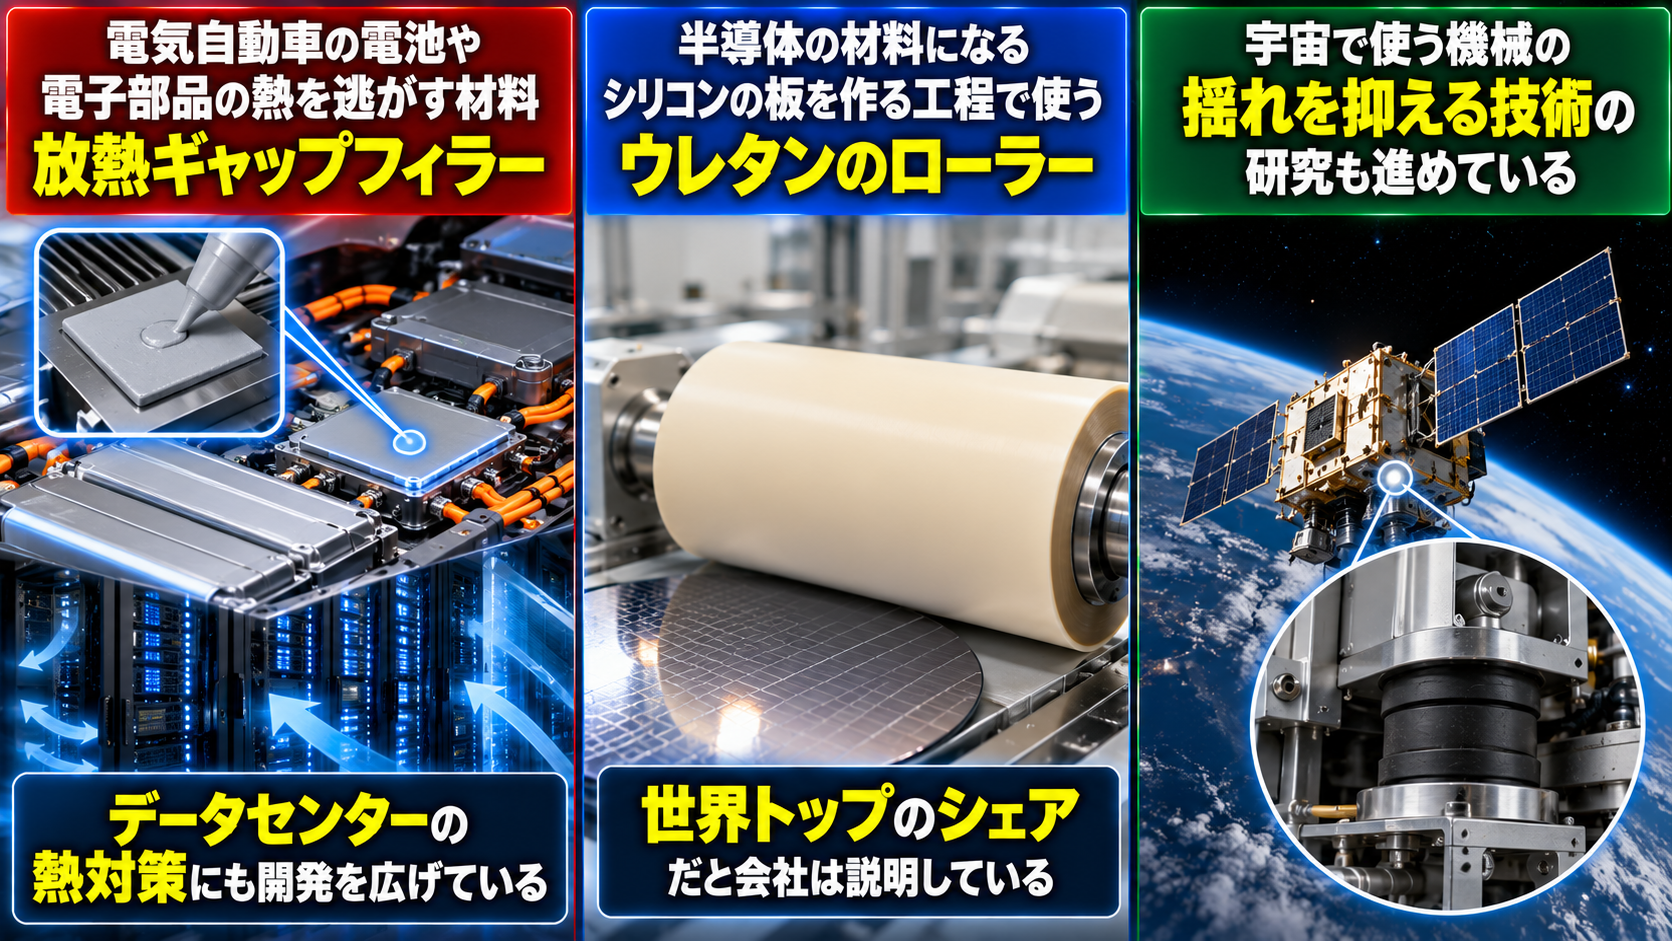 電気自動車の電池や
電子部品の熱を逃がす材料
放熱ギャップフィラー
データセンターの
熱対策にも開発を広げている
半導体の材料になる
シリコンの板を作る工程で使う
ウレタンのローラー
世界トップのシェア
だと会社は説明している
宇宙で使う機械の
揺れを抑える技術の
研究も進めている